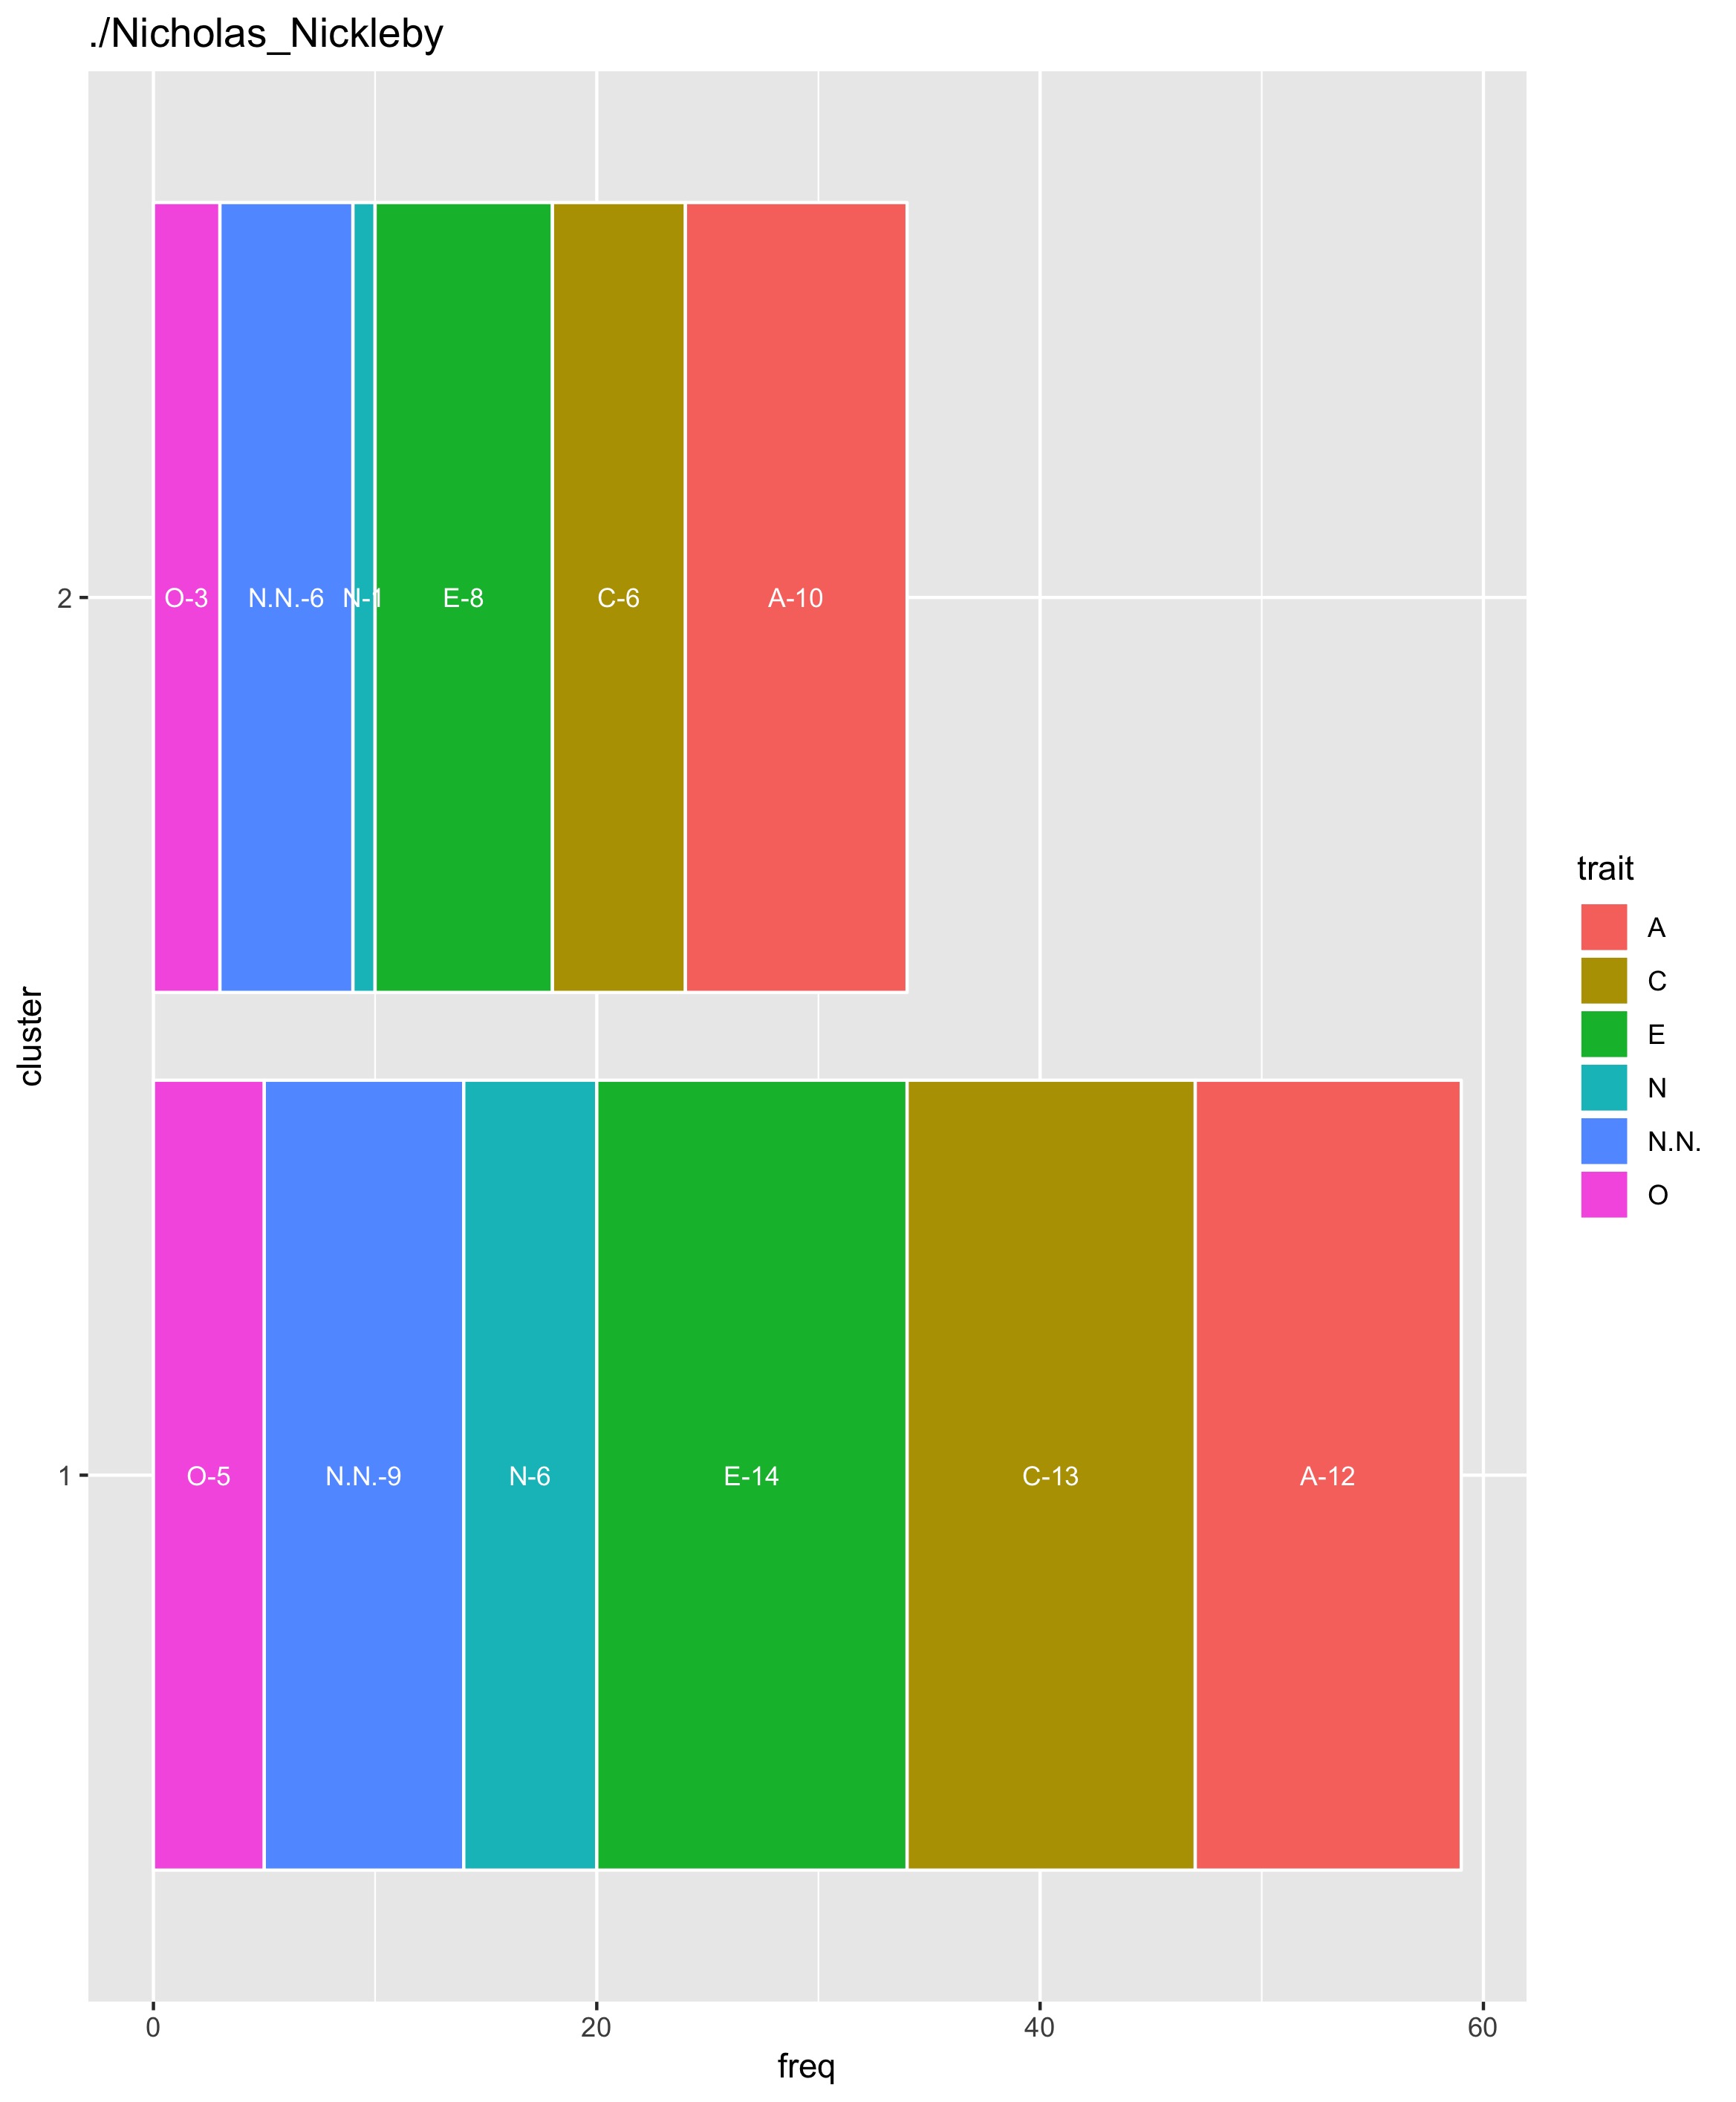 ./Nicholas_Nickleby
2
O-3 N.N.-6 N-1 E-8 C-6 A-10
cluster
1
O-5 N.N.-9 N-6 E-14 C-13 A-12
0 20 40 60
freq
trait
A
C
E
N
N.N.
O